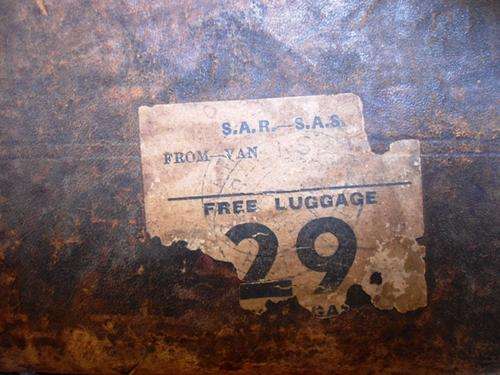 S.A.R.—S.A.S.
FROM—VAN
FREE LUGGAGE
29